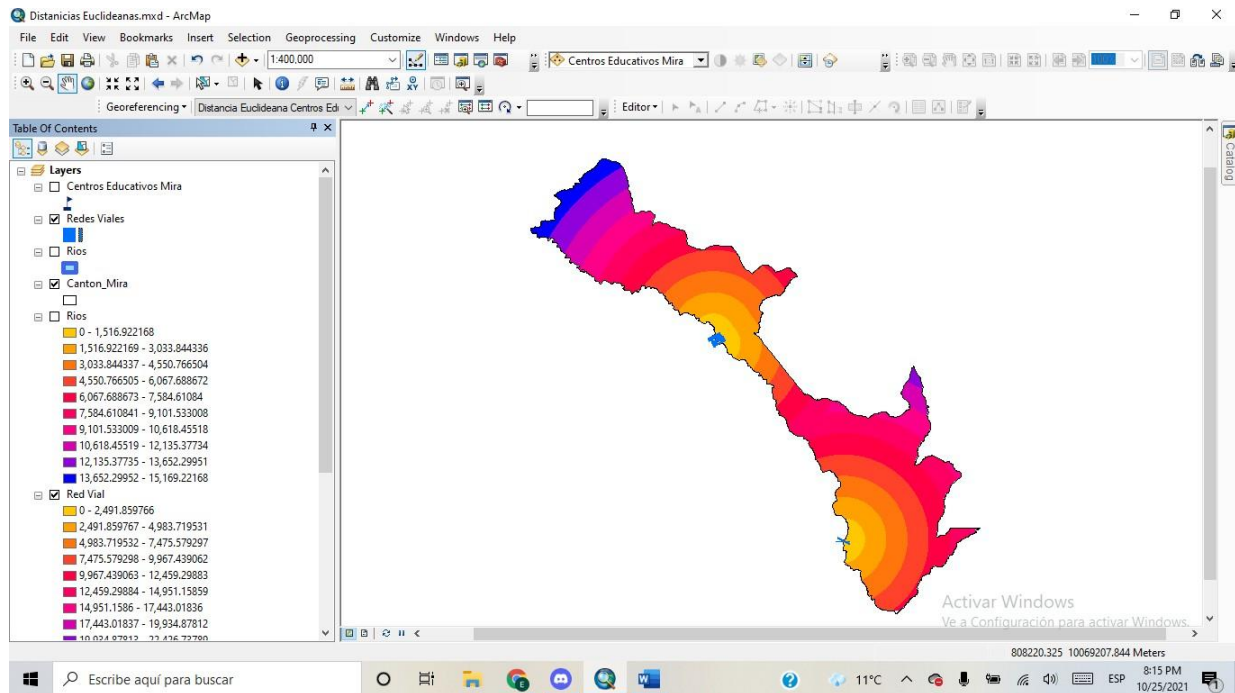 Distanicias Euclideanas.mxd - ArcMap
File Edit View Bookmarks Insert Selection Geoprocessing Customize Windows Help
1:400,000
Centros Educativos Mira
Georeferencing
Distancia Euclideana Centros Edu
Editor
Table Of Contents
Catalog
Layers
Centros Educativos Mira
Redes Viales
Rios
Canton_Mira
Rios
0 - 1,516.922168
1,516.922169 - 3,033.844336
3,033.844337 - 4,550.766504
4,550.766505 - 6,067.688672
6,067.688673 - 7,584.61084
7,584.610841 - 9,101.533008
9,101.533009 - 10,618.45518
10,618.45519 - 12,135.37734
12,135.37735 - 13,652.29951
13,652.29952 - 15,169.22168
Red Vial
0 - 2,491.859766
2,491.859767 - 4,983.719531
4,983.719532 - 7,475.579297
7,475.579298 - 9,967.439062
9,967.439063 - 12,459.29883
12,459.29884 - 14,951.15859
14,951.1586 - 17,443.01836
17,443.01837 - 19,934.87812
19,934.87813 - 22,426.73789
Activar Windows
Ve a Configuración para activar Windows.
808220.325 10069207.844 Meters
Escribe aquí para buscar
11°C
ESP
8:15 PM
10/25/2021